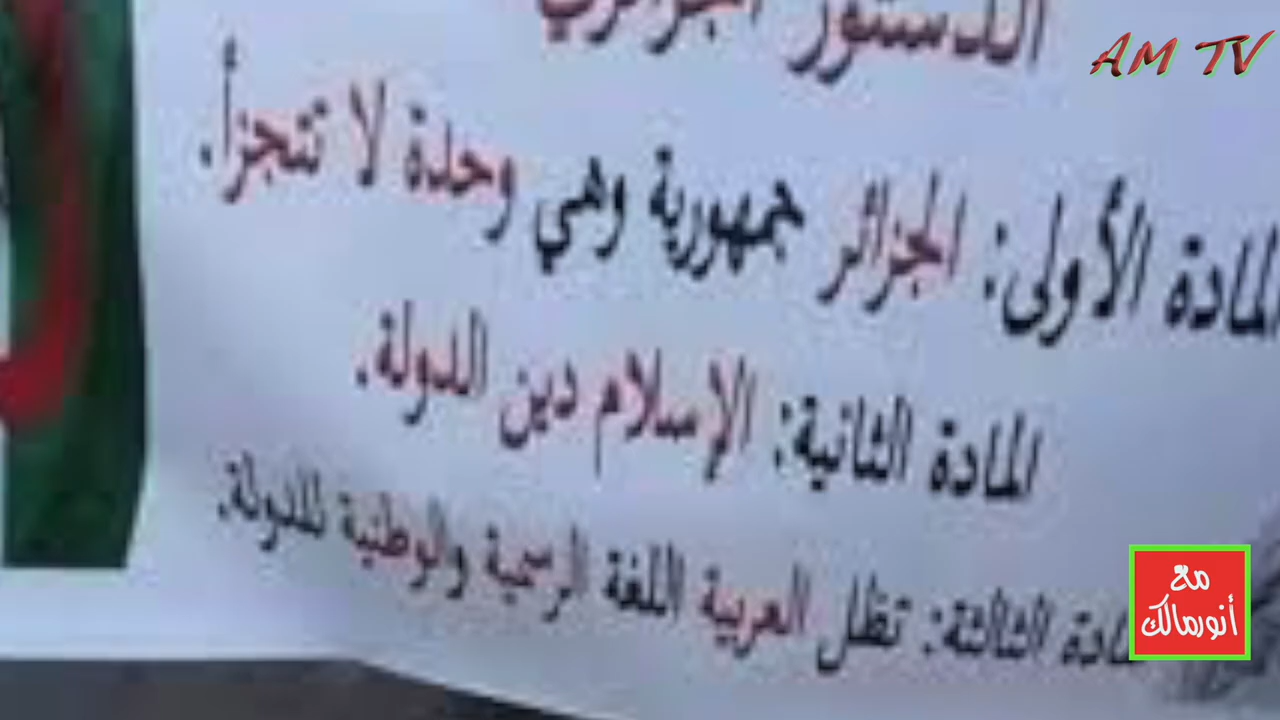 الدستور الجزائري
AM TV
المادة الأولى: الجزائر جمهورية وهي وحدة لا تتجزأ.
المادة الثانية: الإسلام دين الدولة.
المادة الثالثة: تظل العربية اللغة الرسمية والوطنية للدولة.
مع
أنورمالك